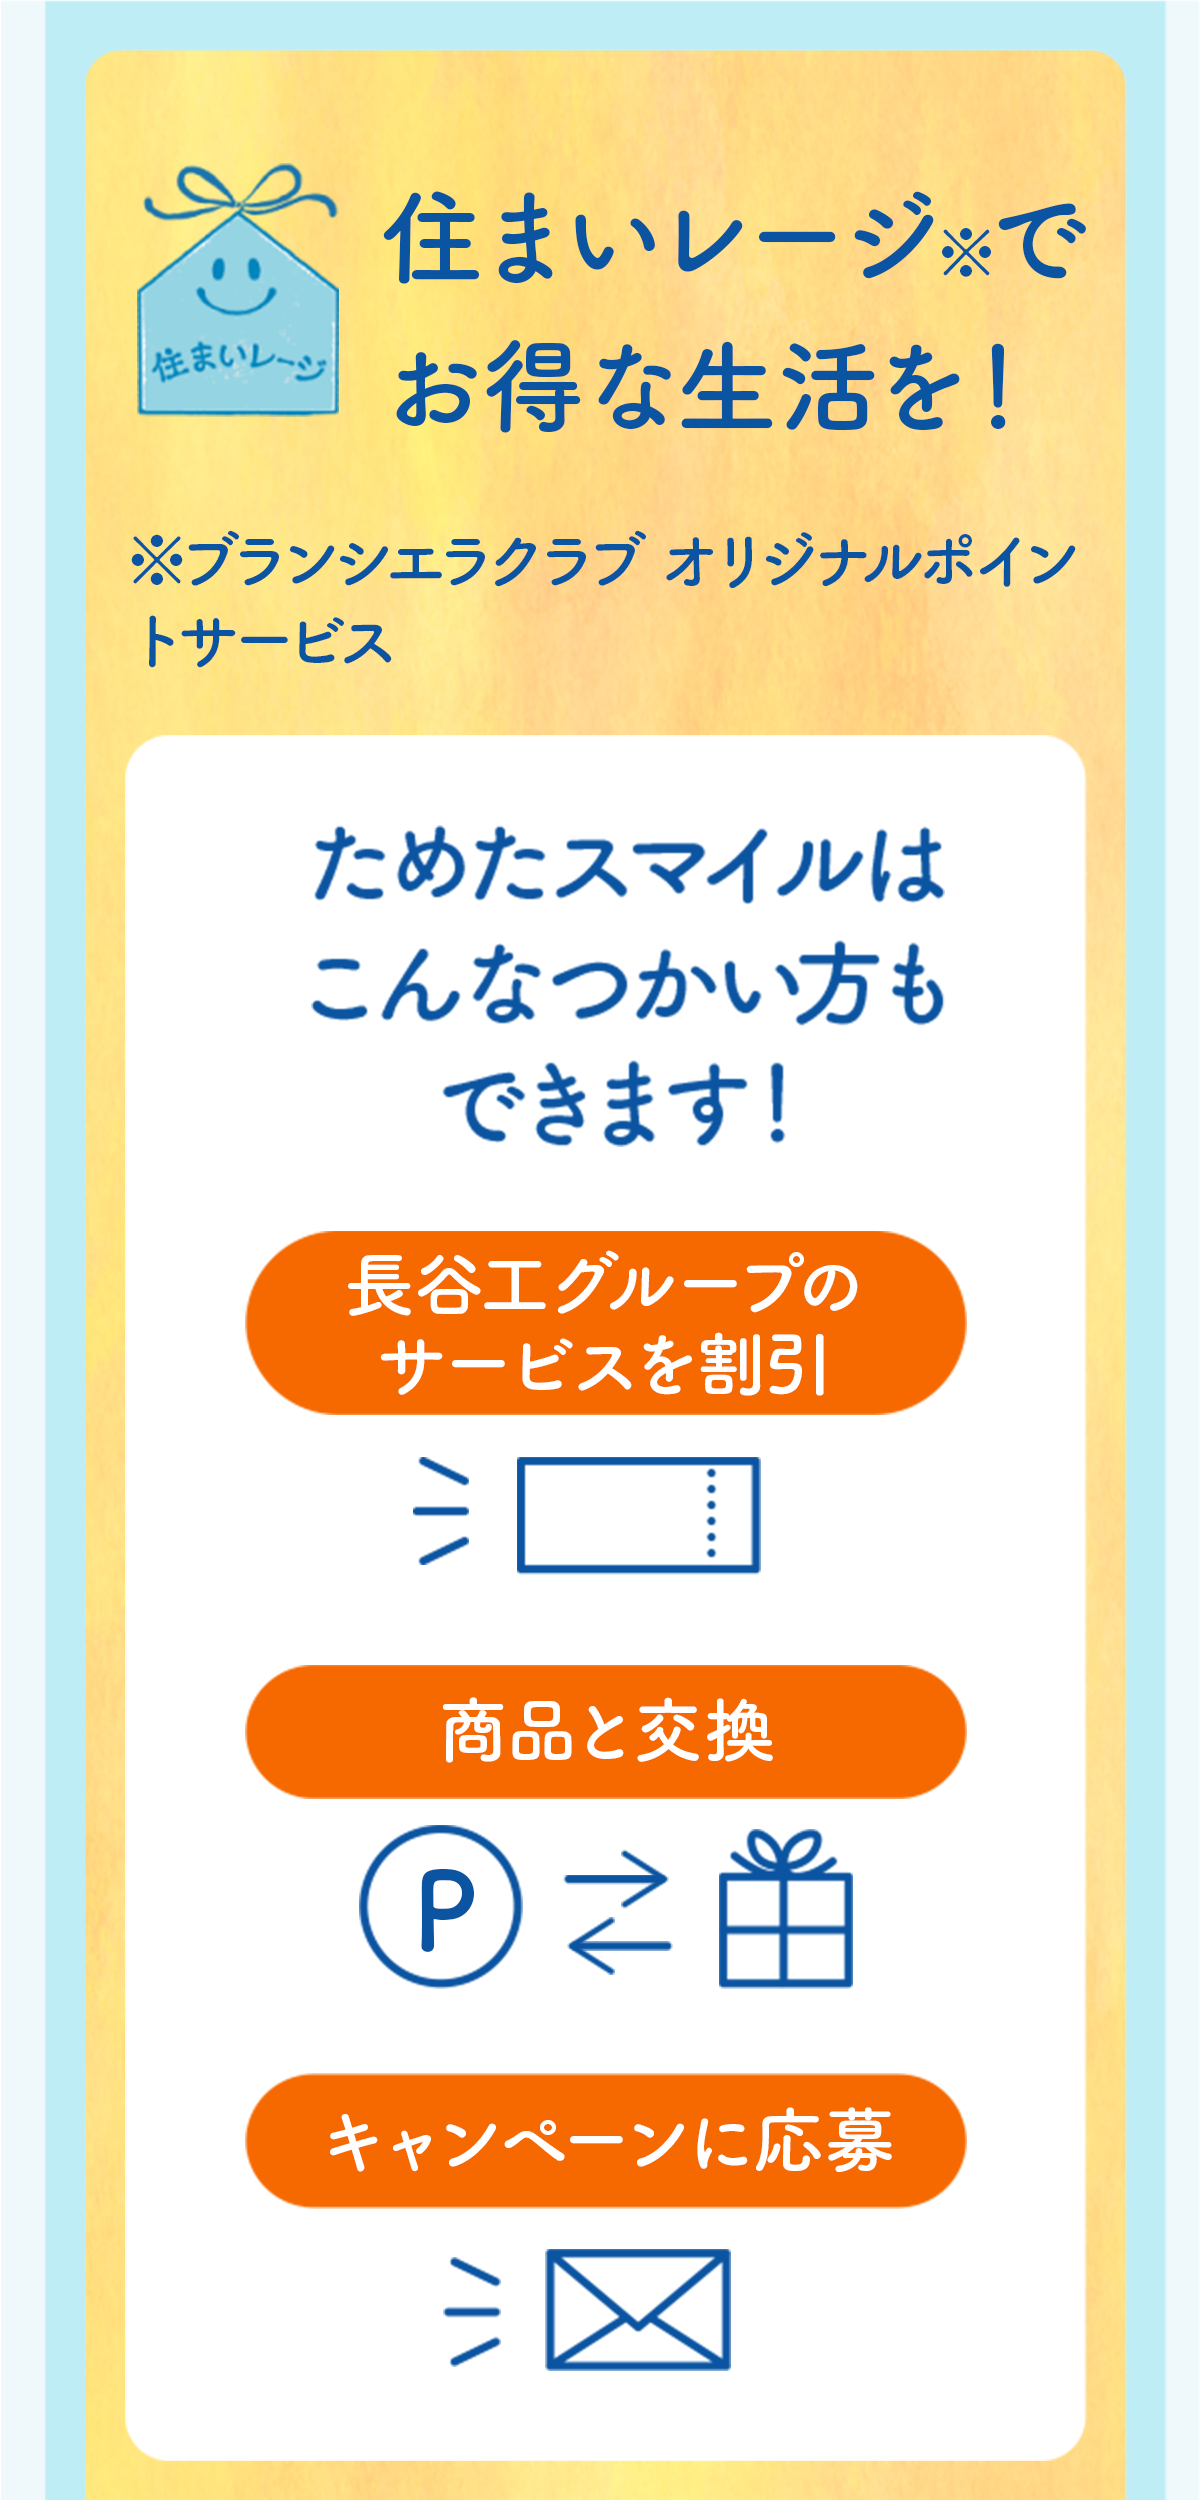 住まいレージ
住まいレージ※で
お得な生活を！
※ブランシエラクラブ オリジナルポイン
トサービス
ためたスマイルは
こんなつかい方も
できます！
長谷工グループの
サービスを割引
商品と交換
P
キャンペーンに応募